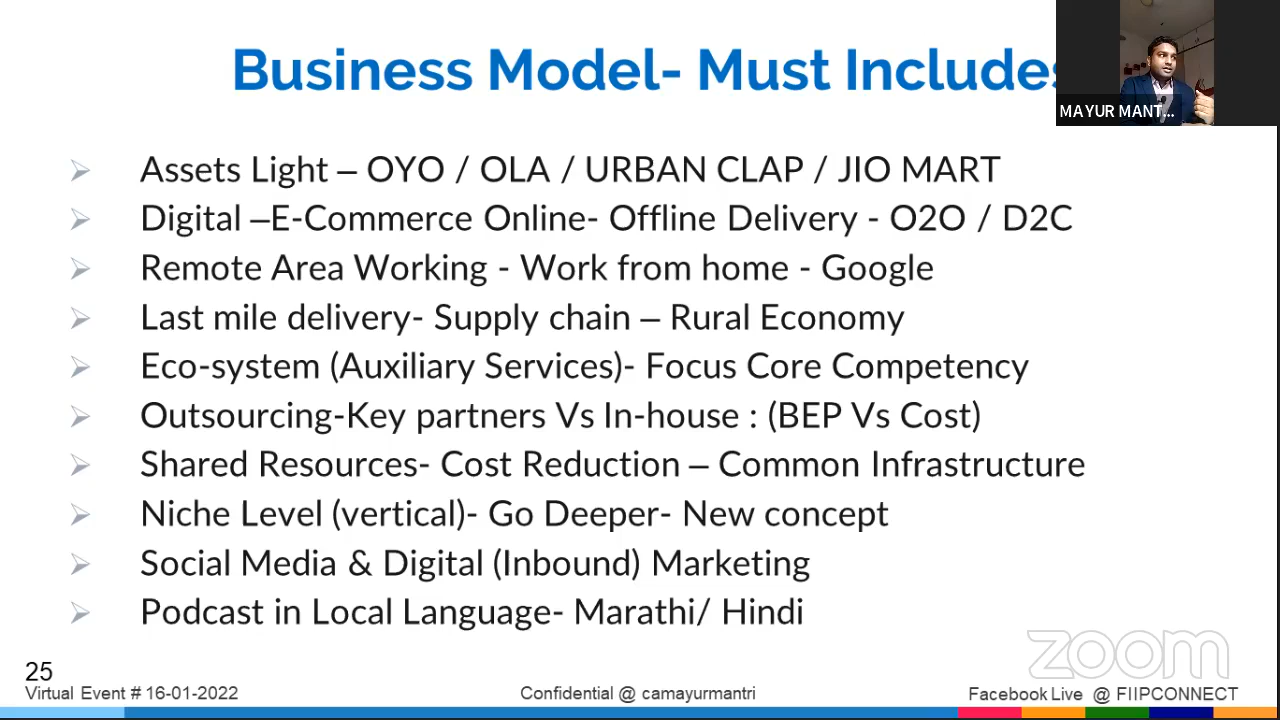 Business Model- Must Includes
MAYUR MANT...
Assets Light – OYO / OLA / URBAN CLAP / JIO MART
Digital –E-Commerce Online- Offline Delivery - O2O / D2C
Remote Area Working - Work from home - Google
Last mile delivery- Supply chain – Rural Economy
Eco-system (Auxiliary Services)- Focus Core Competency
Outsourcing-Key partners Vs In-house : (BEP Vs Cost)
Shared Resources- Cost Reduction – Common Infrastructure
Niche Level (vertical)- Go Deeper- New concept
Social Media & Digital (Inbound) Marketing
Podcast in Local Language- Marathi/ Hindi
zoom
25
Virtual Event # 16-01-2022 Confidential @ camayurmantri Facebook Live @ FIIPCONNECT